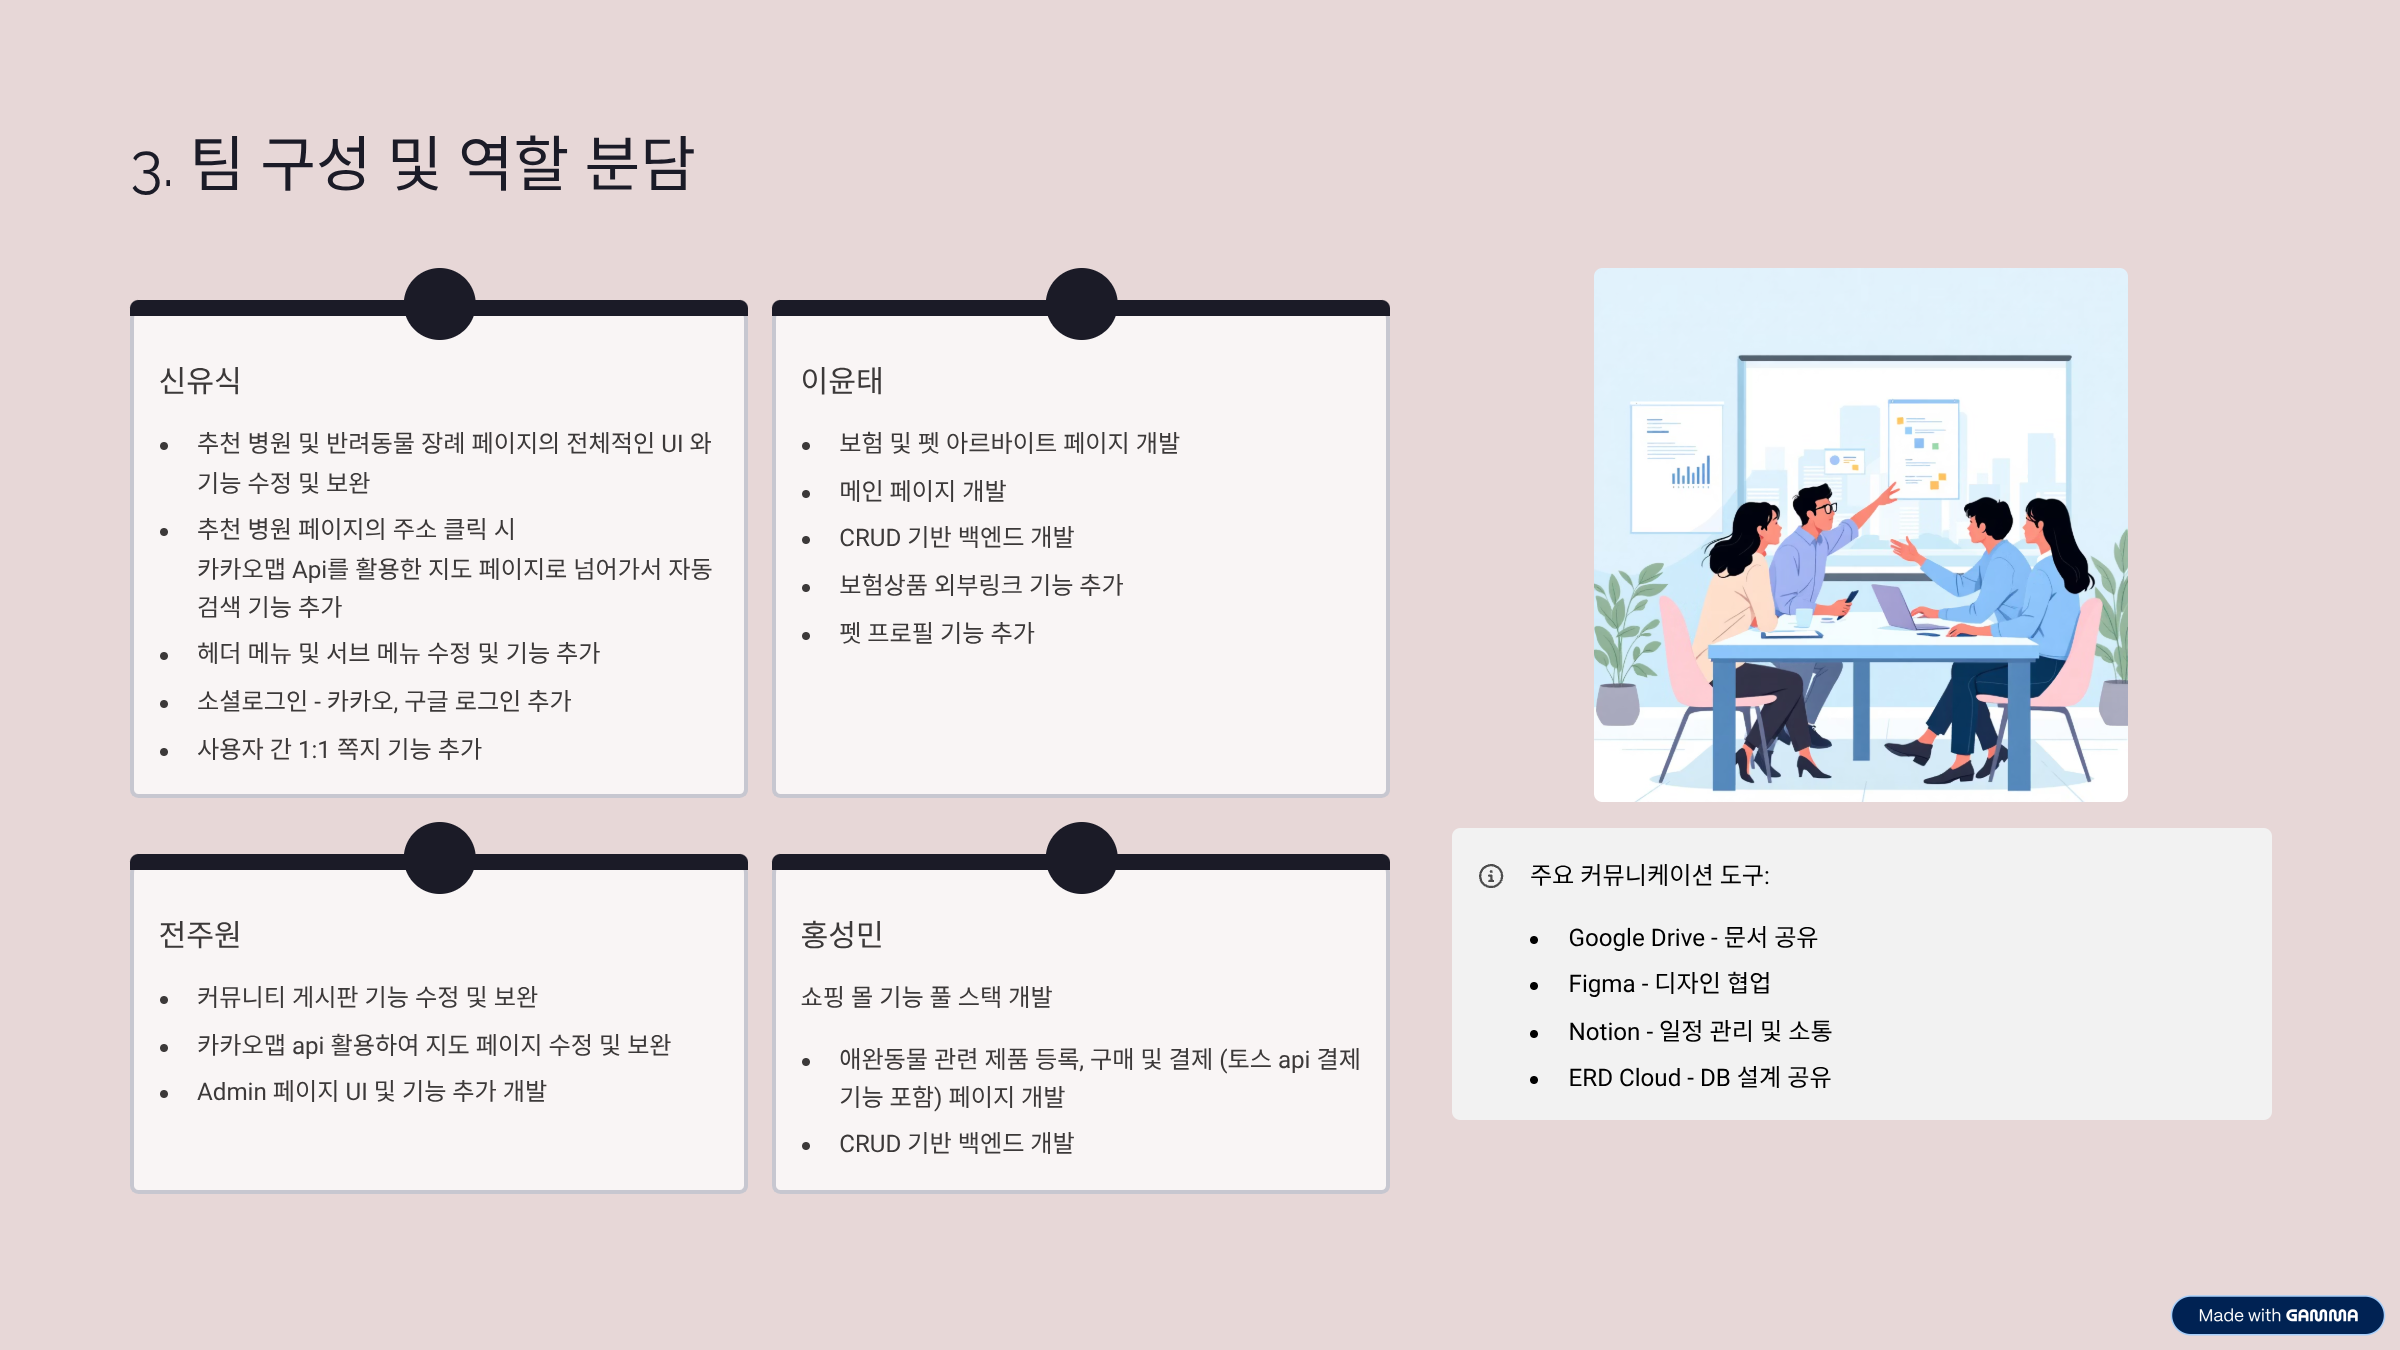 3. 팀 구성 및 역할 분담
신유식
추천 병원 및 반려동물 장례 페이지의 전체적인 UI 와
기능 수정 및 보완
추천 병원 페이지의 주소 클릭 시
카카오맵 Api를 활용한 지도 페이지로 넘어가서 자동
검색 기능 추가
헤더 메뉴 및 서브 메뉴 수정 및 기능 추가
소셜로그인 - 카카오, 구글 로그인 추가
사용자 간 1:1 쪽지 기능 추가
이윤태
보험 및 펫 아르바이트 페이지 개발
메인 페이지 개발
CRUD 기반 백엔드 개발
보험상품 외부링크 기능 추가
펫 프로필 기능 추가
전주원
커뮤니티 게시판 기능 수정 및 보완
카카오맵 api 활용하여 지도 페이지 수정 및 보완
Admin 페이지 UI 및 기능 추가 개발
홍성민
쇼핑 몰 기능 풀 스택 개발
애완동물 관련 제품 등록, 구매 및 결제 (토스 api 결제
기능 포함) 페이지 개발
CRUD 기반 백엔드 개발
주요 커뮤니케이션 도구:
Google Drive - 문서 공유
Figma - 디자인 협업
Notion - 일정 관리 및 소통
ERD Cloud - DB 설계 공유
Made with GAMMA